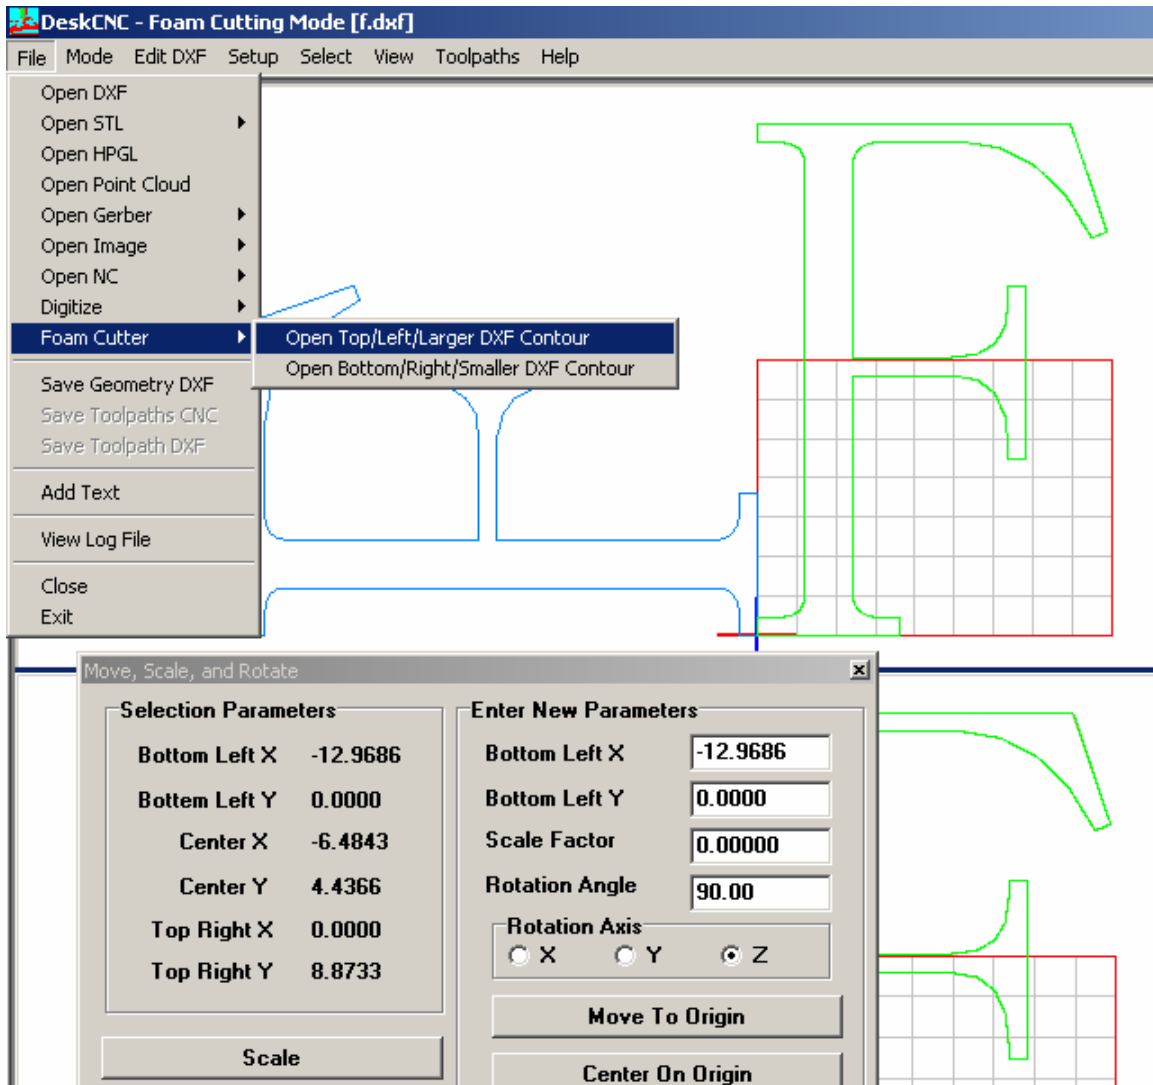 DeskCNC - Foam Cutting Mode [f.dxf]
File Mode Edit DXF Setup Select View Toolpaths Help
Open DXF
Open STL
Open HPGL
Open Point Cloud
Open Gerber
Open Image
Open NC
Digitize
Foam Cutter
Open Top/Left/Larger DXF Contour
Open Bottom/Right/Smaller DXF Contour
Save Geometry DXF
Save Toolpaths CNC
Save Toolpath DXF
Add Text
View Log File
Close
Exit
Move, Scale, and Rotate
Selection Parameters
Bottom Left X -12.9686
Bottem Left Y 0.0000
Center X -6.4843
Center Y 4.4366
Top Right X 0.0000
Top Right Y 8.8733
Scale
Enter New Parameters
Bottom Left X -12.9686
Bottom Left Y 0.0000
Scale Factor 0.00000
Rotation Angle 90.00
Rotation Axis
X Y Z
Move To Origin
Center On Origin